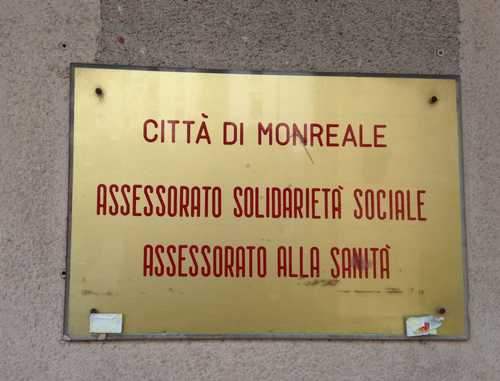 CITTÀ DI MONREALE
ASSESSORATO SOLIDARIETÀ SOCIALE
ASSESSORATO ALLA SANITÀ